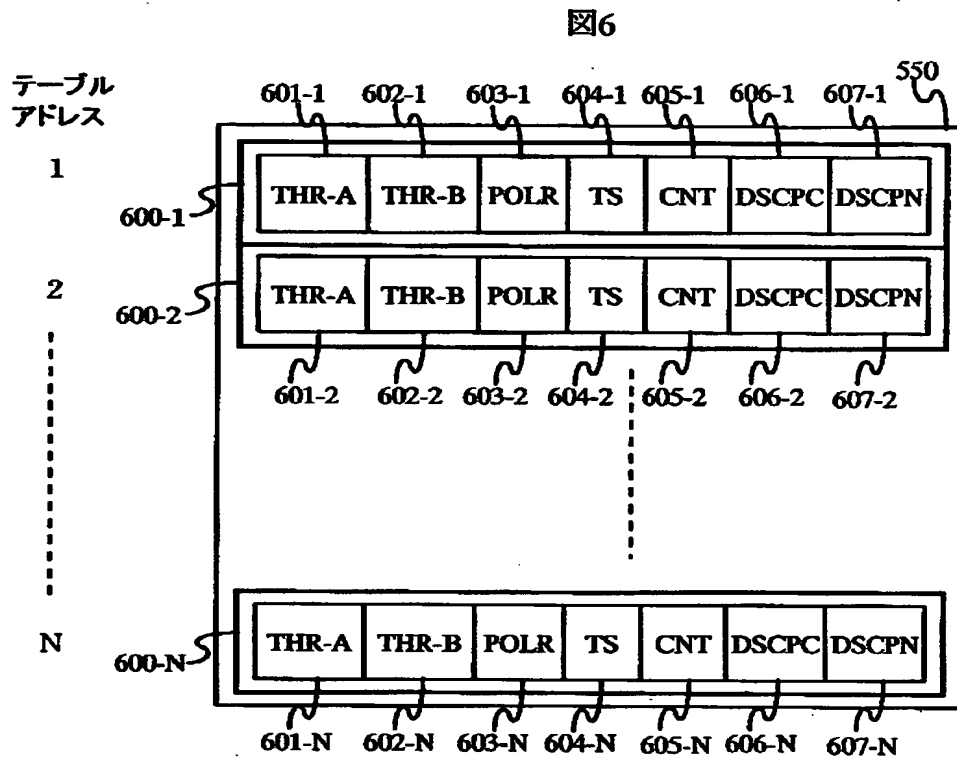 図6
テーブル
アドレス
550
601-1 602-1 603-1 604-1 605-1 606-1 607-1
1
THR-A THR-B POLR TS CNT DSCPC DSCPN
600-1
2
THR-A THR-B POLR TS CNT DSCPC DSCPN
600-2
601-2 602-2 603-2 604-2 605-2 606-2 607-2
N
THR-A THR-B POLR TS CNT DSCPC DSCPN
600-N
601-N 602-N 603-N 604-N 605-N 606-N 607-N